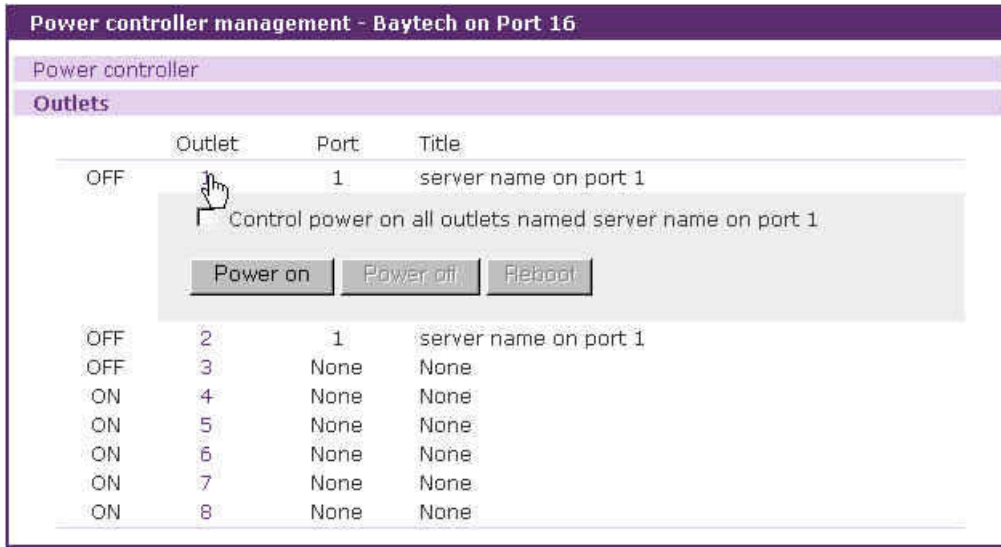 Power controller management - Baytech on Port 16
Power controller
Outlets
Outlet Port Title
OFF 1 1 server name on port 1
Control power on all outlets named server name on port 1
Power on Power off Reboot
OFF 2 1 server name on port 1
OFF 3 None None
ON 4 None None
ON 5 None None
ON 6 None None
ON 7 None None
ON 8 None None